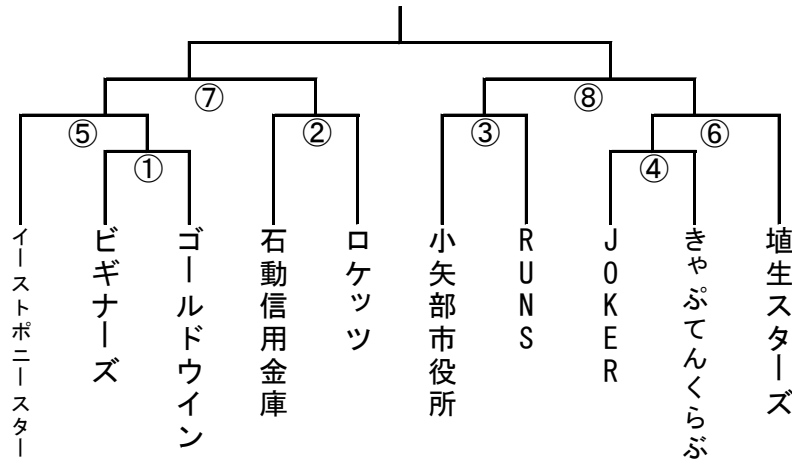 ⑦
⑧
⑤
②
③
⑥
①
④
イーストポニースター
ビギナーズ
ゴールドウイン
石動信用金庫
ロケッツ
小矢部市役所
RUNS
JOKER
きゃぷてんくらぶ
埴生スターズ